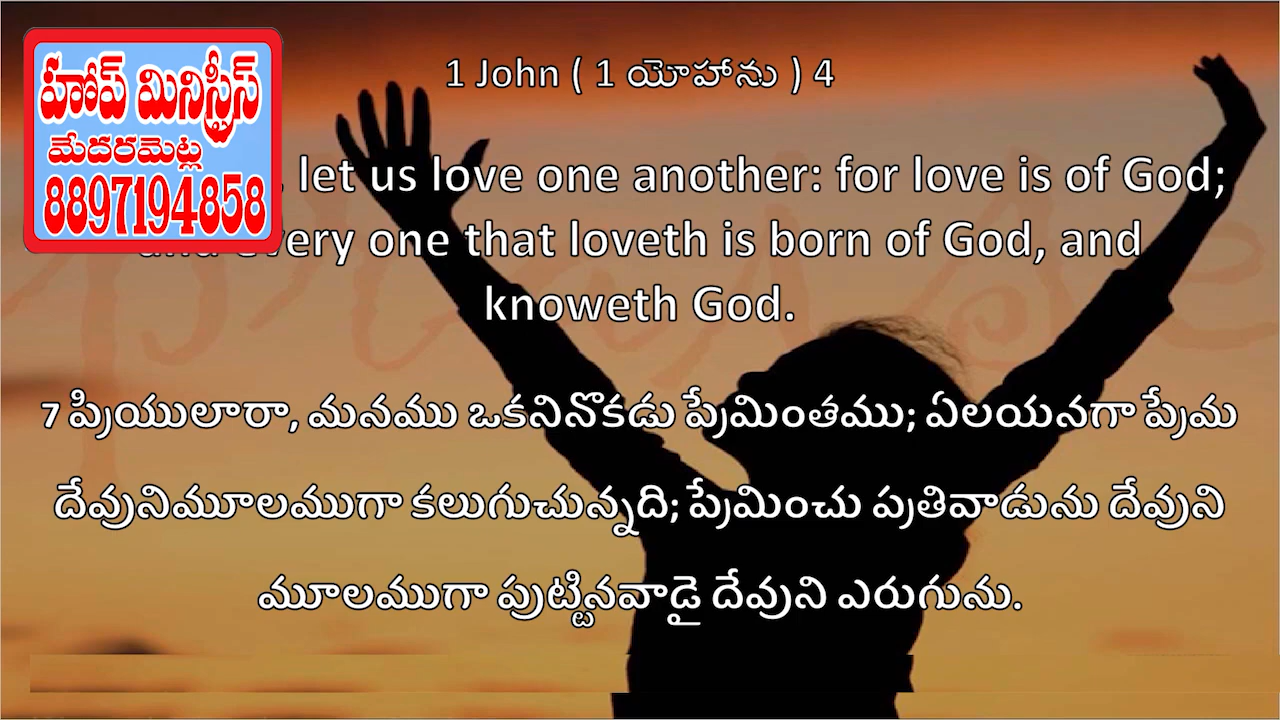 హోప్ మినిస్ట్రీస్
మేదరమెట్ల
8897194858
1 John ( 1 యోహాను ) 4
let us love one another: for love is of God;
one that loveth is born of God, and
knoweth God.
7 ప్రియులారా, మనము ఒకనినొకడు ప్రేమింతము; ఏలయనగా ప్రేమ
దేవునిమూలముగా కలుగుచున్నది; ప్రేమించు ప్రతివాడును దేవుని
మూలముగా పుట్టినవాడై దేవుని ఎరుగును.